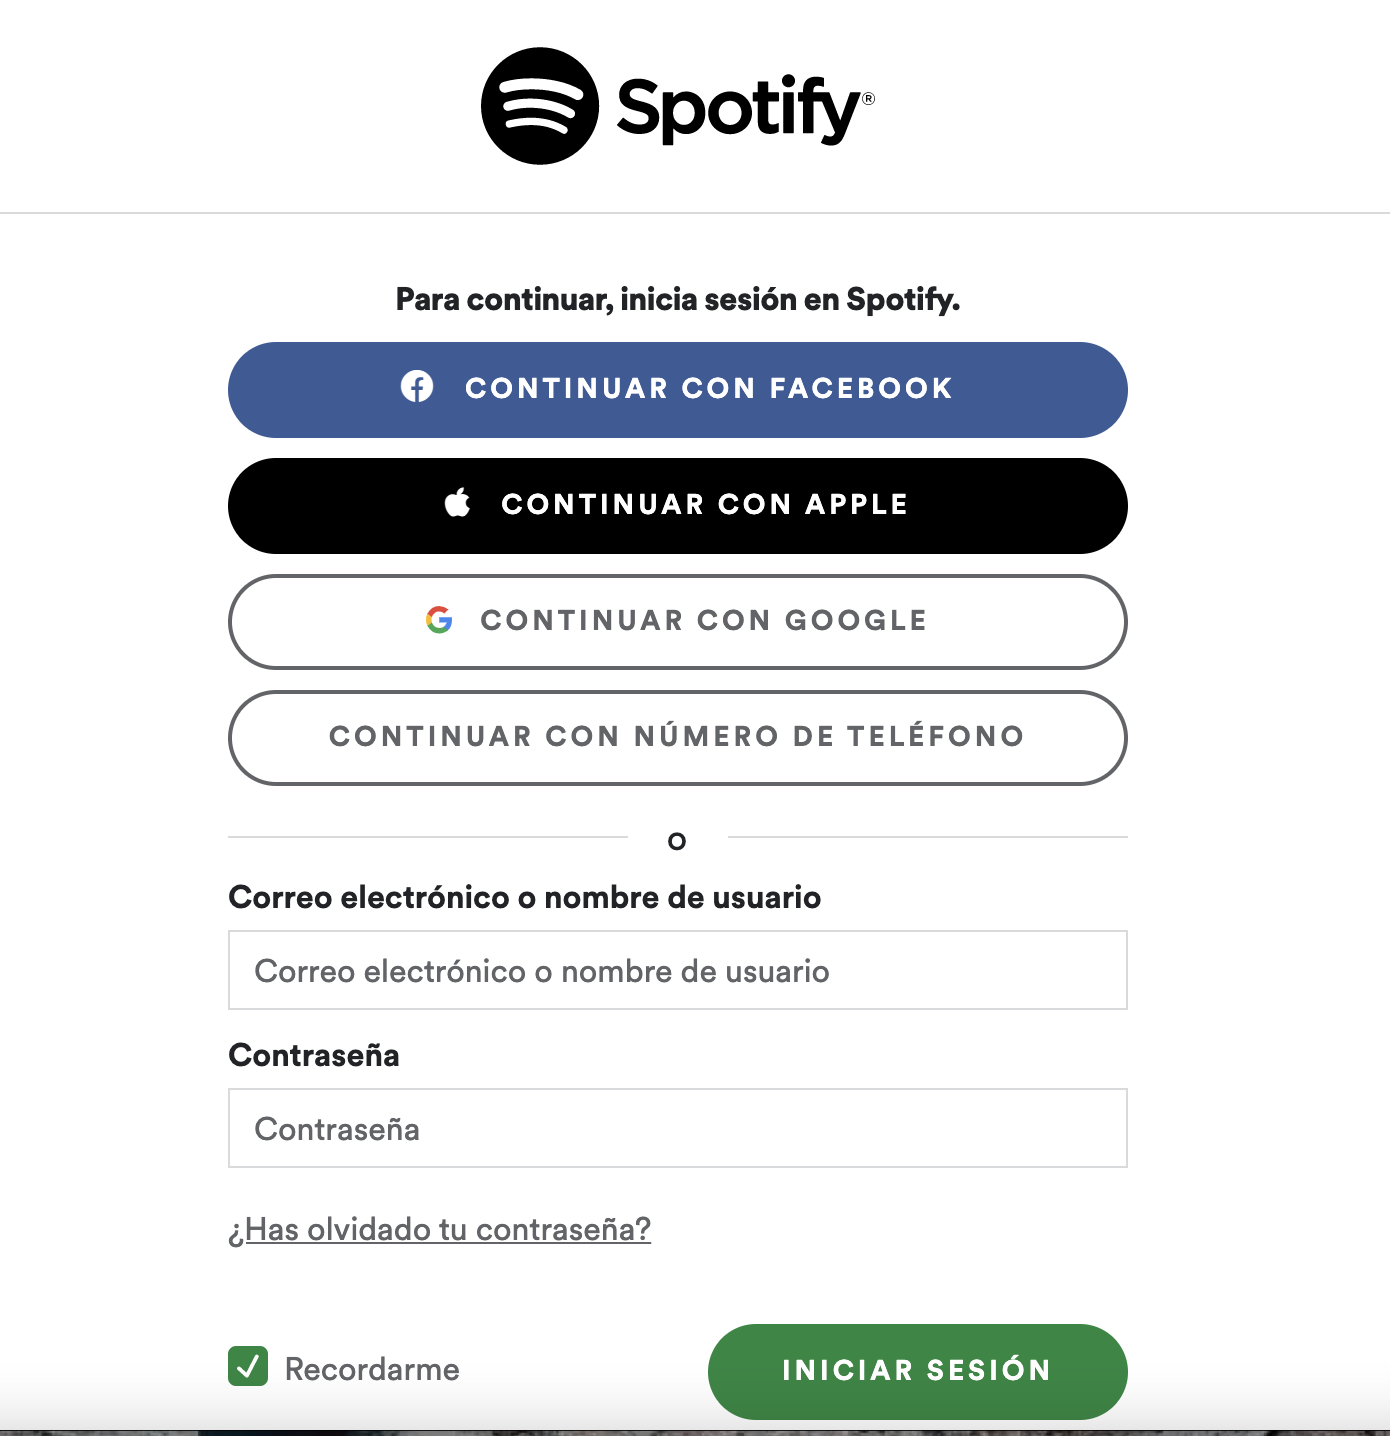 Spotify®
Para continuar, inicia sesión en Spotify.
CONTINUAR CON FACEBOOK
CONTINUAR CON APPLE
CONTINUAR CON GOOGLE
CONTINUAR CON NÚMERO DE TELÉFONO
O
Correo electrónico o nombre de usuario
Correo electrónico o nombre de usuario
Contraseña
Contraseña
¿Has olvidado tu contraseña?
Recordarme
INICIAR SESIÓN